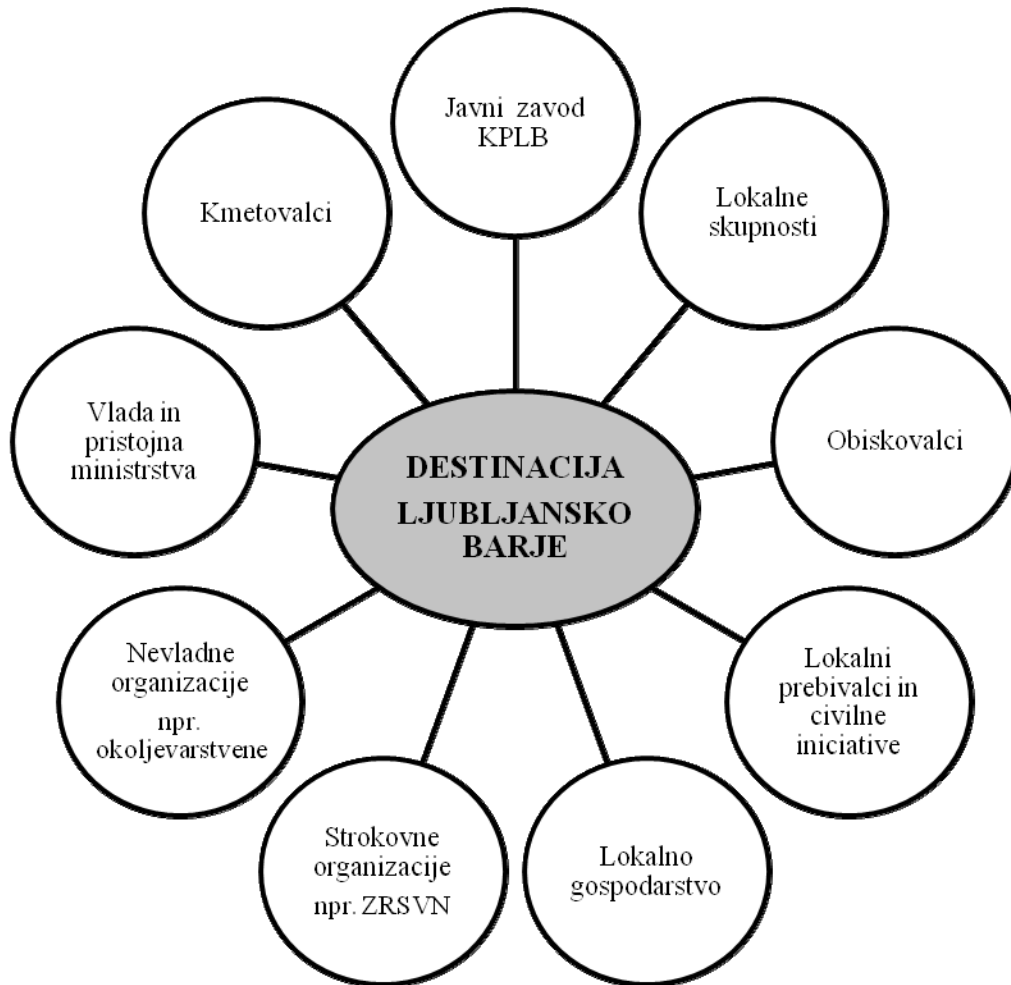 Javni zavod
KPLB
Lokalne
skupnosti
Obiskovalci
Lokalni
prebivalci in
civilne
iniciative
Lokalno
gospodarstvo
Strokovne
organizacije
npr. ZRSVN
Nevladne
organizacije
npr.
okoljevarstvene
Vlada in
pristojna
ministrstva
Kmetovalci
DESTINACIJA
LJUBLJANSKO
BARJE